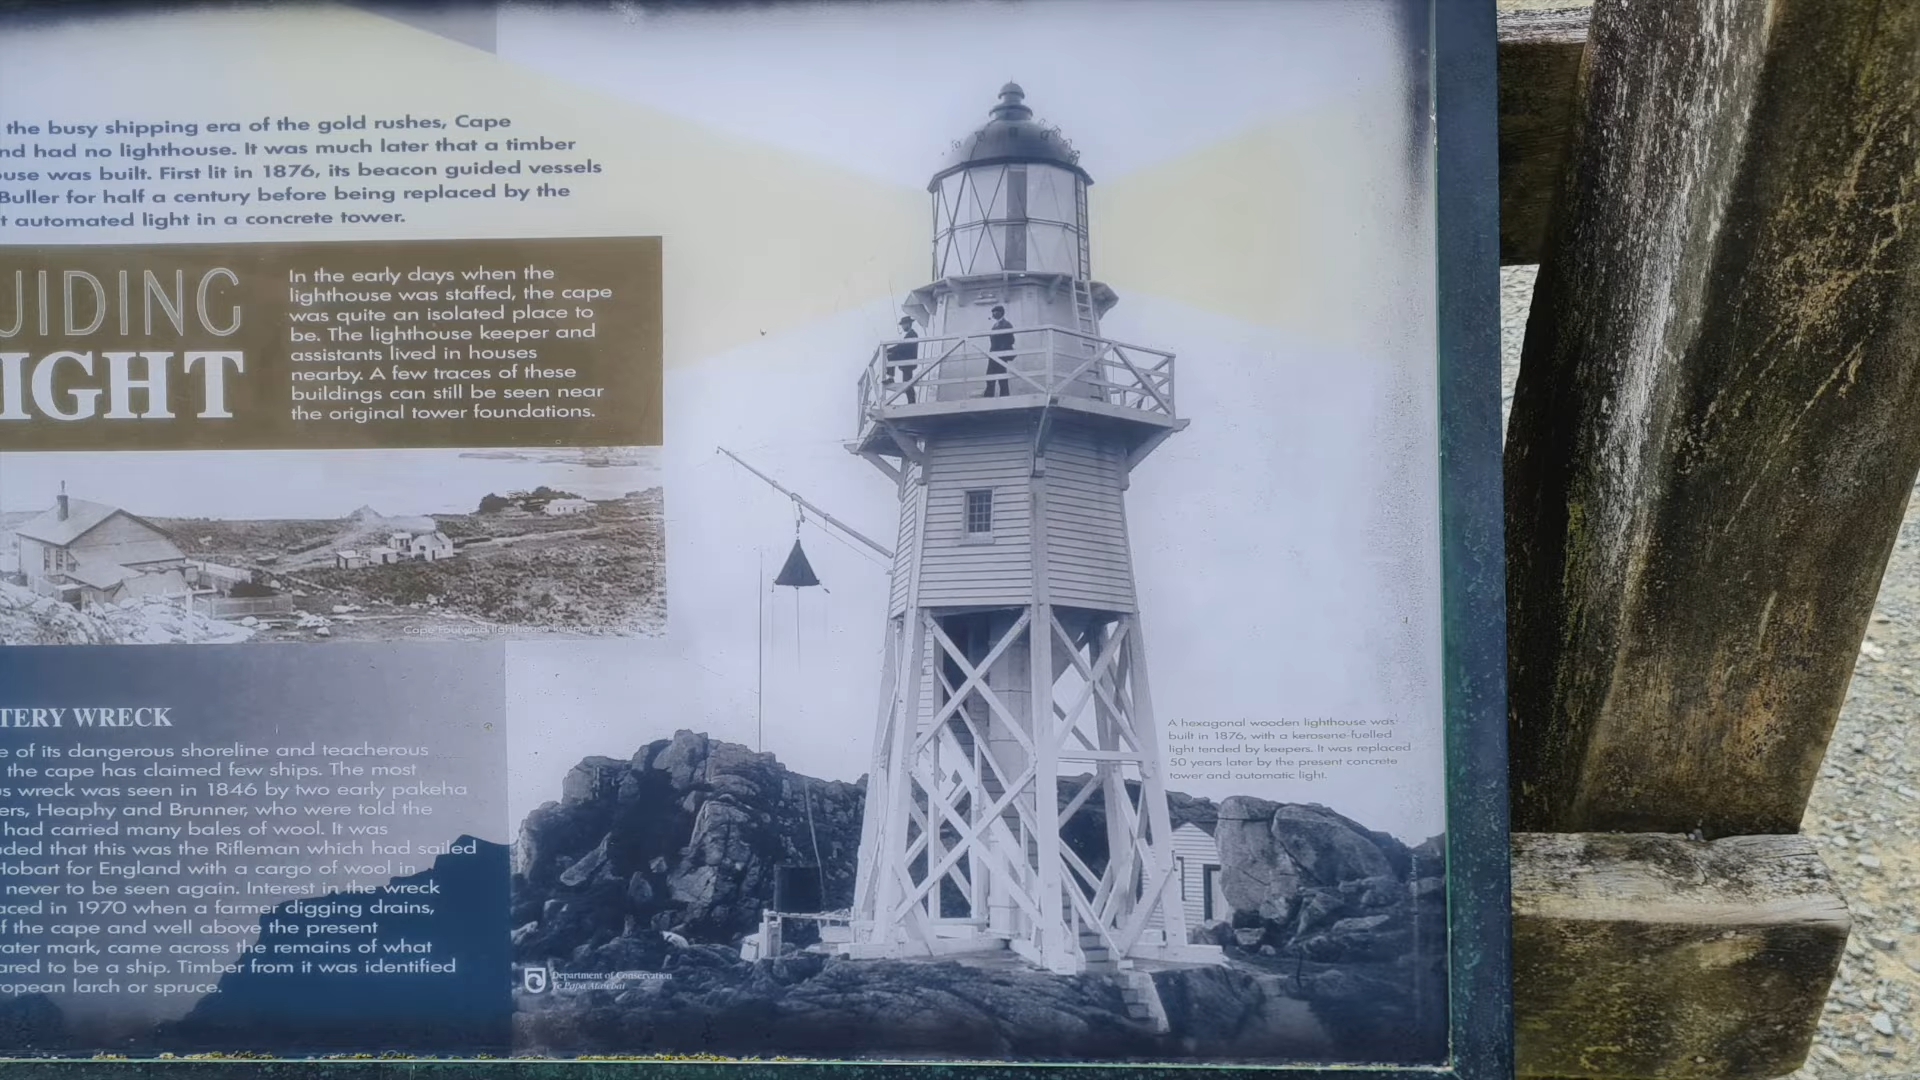 the busy shipping era of the gold rushes, Cape
nd had no lighthouse. It was much later that a timber
use was built. First lit in 1876, its beacon guided vessels
Buller for half a century before being replaced by the
t automated light in a concrete tower.
UIDING
IGHT
In the early days when the
lighthouse was staffed, the cape
was quite an isolated place to
be. The lighthouse keeper and
assistants lived in houses
nearby. A few traces of these
buildings can still be seen near
the original tower foundations.
Cape Foulwind lighthouse
TERY WRECK
e of its dangerous shoreline and teacherous
the cape has claimed few ships. The most
s wreck was seen in 1846 by two early pakeha
ers, Heaphy and Brunner, who were told the
had carried many bales of wool. It was
ded that this was the Rifleman which had sailed
Hobart for England with a cargo of wool in
never to be seen again. Interest in the wreck
aced in 1970 when a farmer digging drains,
f the cape and well above the present
ater mark, came across the remains of what
ared to be a ship. Timber from it was identified
ropean larch or spruce.
A hexagonal wooden lighthouse was
built in 1876, with a kerosene-fuelled
light tended by keepers. It was replaced
50 years later by the present concrete
tower and automatic light.
Department of Conservation
Te Papa Atawhai